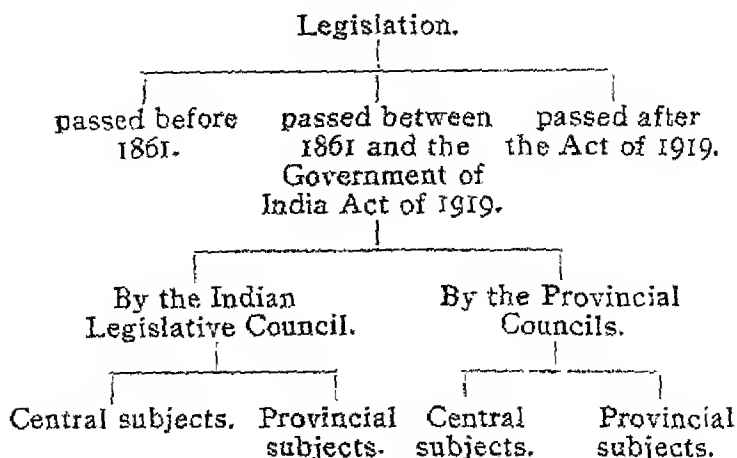 Legislation.
passed before
1861.
passed between
1861 and the
Government of
India Act of 1919.
passed after
the Act of 1919.
By the Indian
Legislative Council.
By the Provincial
Councils.
Central subjects.
Provincial
subjects.
Central
subjects.
Provincial
subjects.